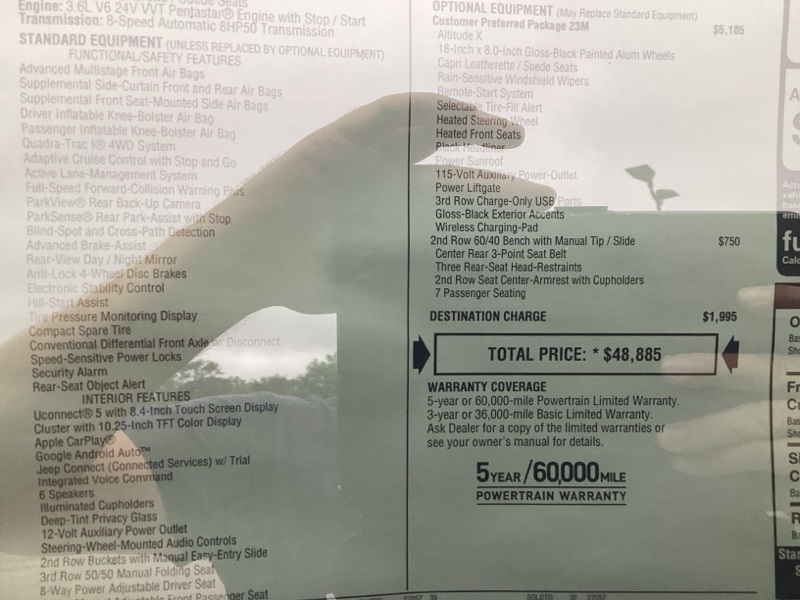 Engine: 3.6L V6 24V VVT Pentastar® Engine with Stop / Start
Transmission: 8-Speed Automatic 8HP50 Transmission
STANDARD EQUIPMENT (UNLESS REPLACED BY OPTIONAL EQUIPMENT)
FUNCTIONAL/SAFETY FEATURES
Advanced Multistage Front Air Bags
Supplemental Side-Curtain Front and Rear Air Bags
Supplemental Front Seat-Mounted Side Air Bags
Driver Inflatable Knee-Bolster Air Bag
Passenger Inflatable Knee-Bolster Air Bag
Quadra-Trac I® 4WD System
Adaptive Cruise Control with Stop and Go
Active Lane-Management System
Full-Speed Forward-Collision Warning Plus
ParkView® Rear Back-Up Camera
ParkSense® Rear Park-Assist with Stop
Blind-Spot and Cross-Path Detection
Advanced Brake-Assist
Rear-View Day / Night Mirror
Anti-Lock 4-Wheel Disc Brakes
Electronic Stability Control
Hill-Start Assist
Tire Pressure Monitoring Display
Compact Spare Tire
Conventional Differential Front Axle w/ Disconnect
Speed-Sensitive Power Locks
Security Alarm
Rear-Seat Object Alert
INTERIOR FEATURES
Uconnect® 5 with 8.4-Inch Touch Screen Display
Cluster with 10.25-Inch TFT Color Display
Apple CarPlay®
Google Android Auto™
Jeep Connect (Connected Services) w/ Trial
Integrated Voice Command
6 Speakers
Illuminated Cupholders
Deep-Tint Privacy Glass
12-Volt Auxiliary Power Outlet
Steering-Wheel-Mounted Audio Controls
2nd Row Buckets with Manual Easy-Entry Slide
3rd Row 50/50 Manual Folding Seat
8-Way Power Adjustable Driver Seat
Adjustable Front Passenger Seat
OPTIONAL EQUIPMENT (May Replace Standard Equipment)
Customer Preferred Package 23M $5,105
Altitude X
18-Inch x 8.0-Inch Gloss-Black Painted Alum Wheels
Capri Leatherette / Suede Seats
Rain-Sensitive Windshield Wipers
Remote-Start System
Selectable Tire-Fill Alert
Heated Steering Wheel
Heated Front Seats
Black Headliner
Power Sunroof
115-Volt Auxiliary Power-Outlet
Power Liftgate
3rd Row Charge-Only USB Ports
Gloss-Black Exterior Accents
Wireless Charging-Pad
2nd Row 60/40 Bench with Manual Tip / Slide $750
Center Rear 3-Point Seat Belt
Three Rear-Seat Head-Restraints
2nd Row Seat Center-Armrest with Cupholders
7 Passenger Seating
DESTINATION CHARGE $1,995
TOTAL PRICE: * $48,885
WARRANTY COVERAGE
5-year or 60,000-mile Powertrain Limited Warranty.
3-year or 36,000-mile Basic Limited Warranty.
Ask Dealer for a copy of the limited warranties or
see your owner's manual for details.
5 YEAR / 60,000 MILE
POWERTRAIN WARRANTY